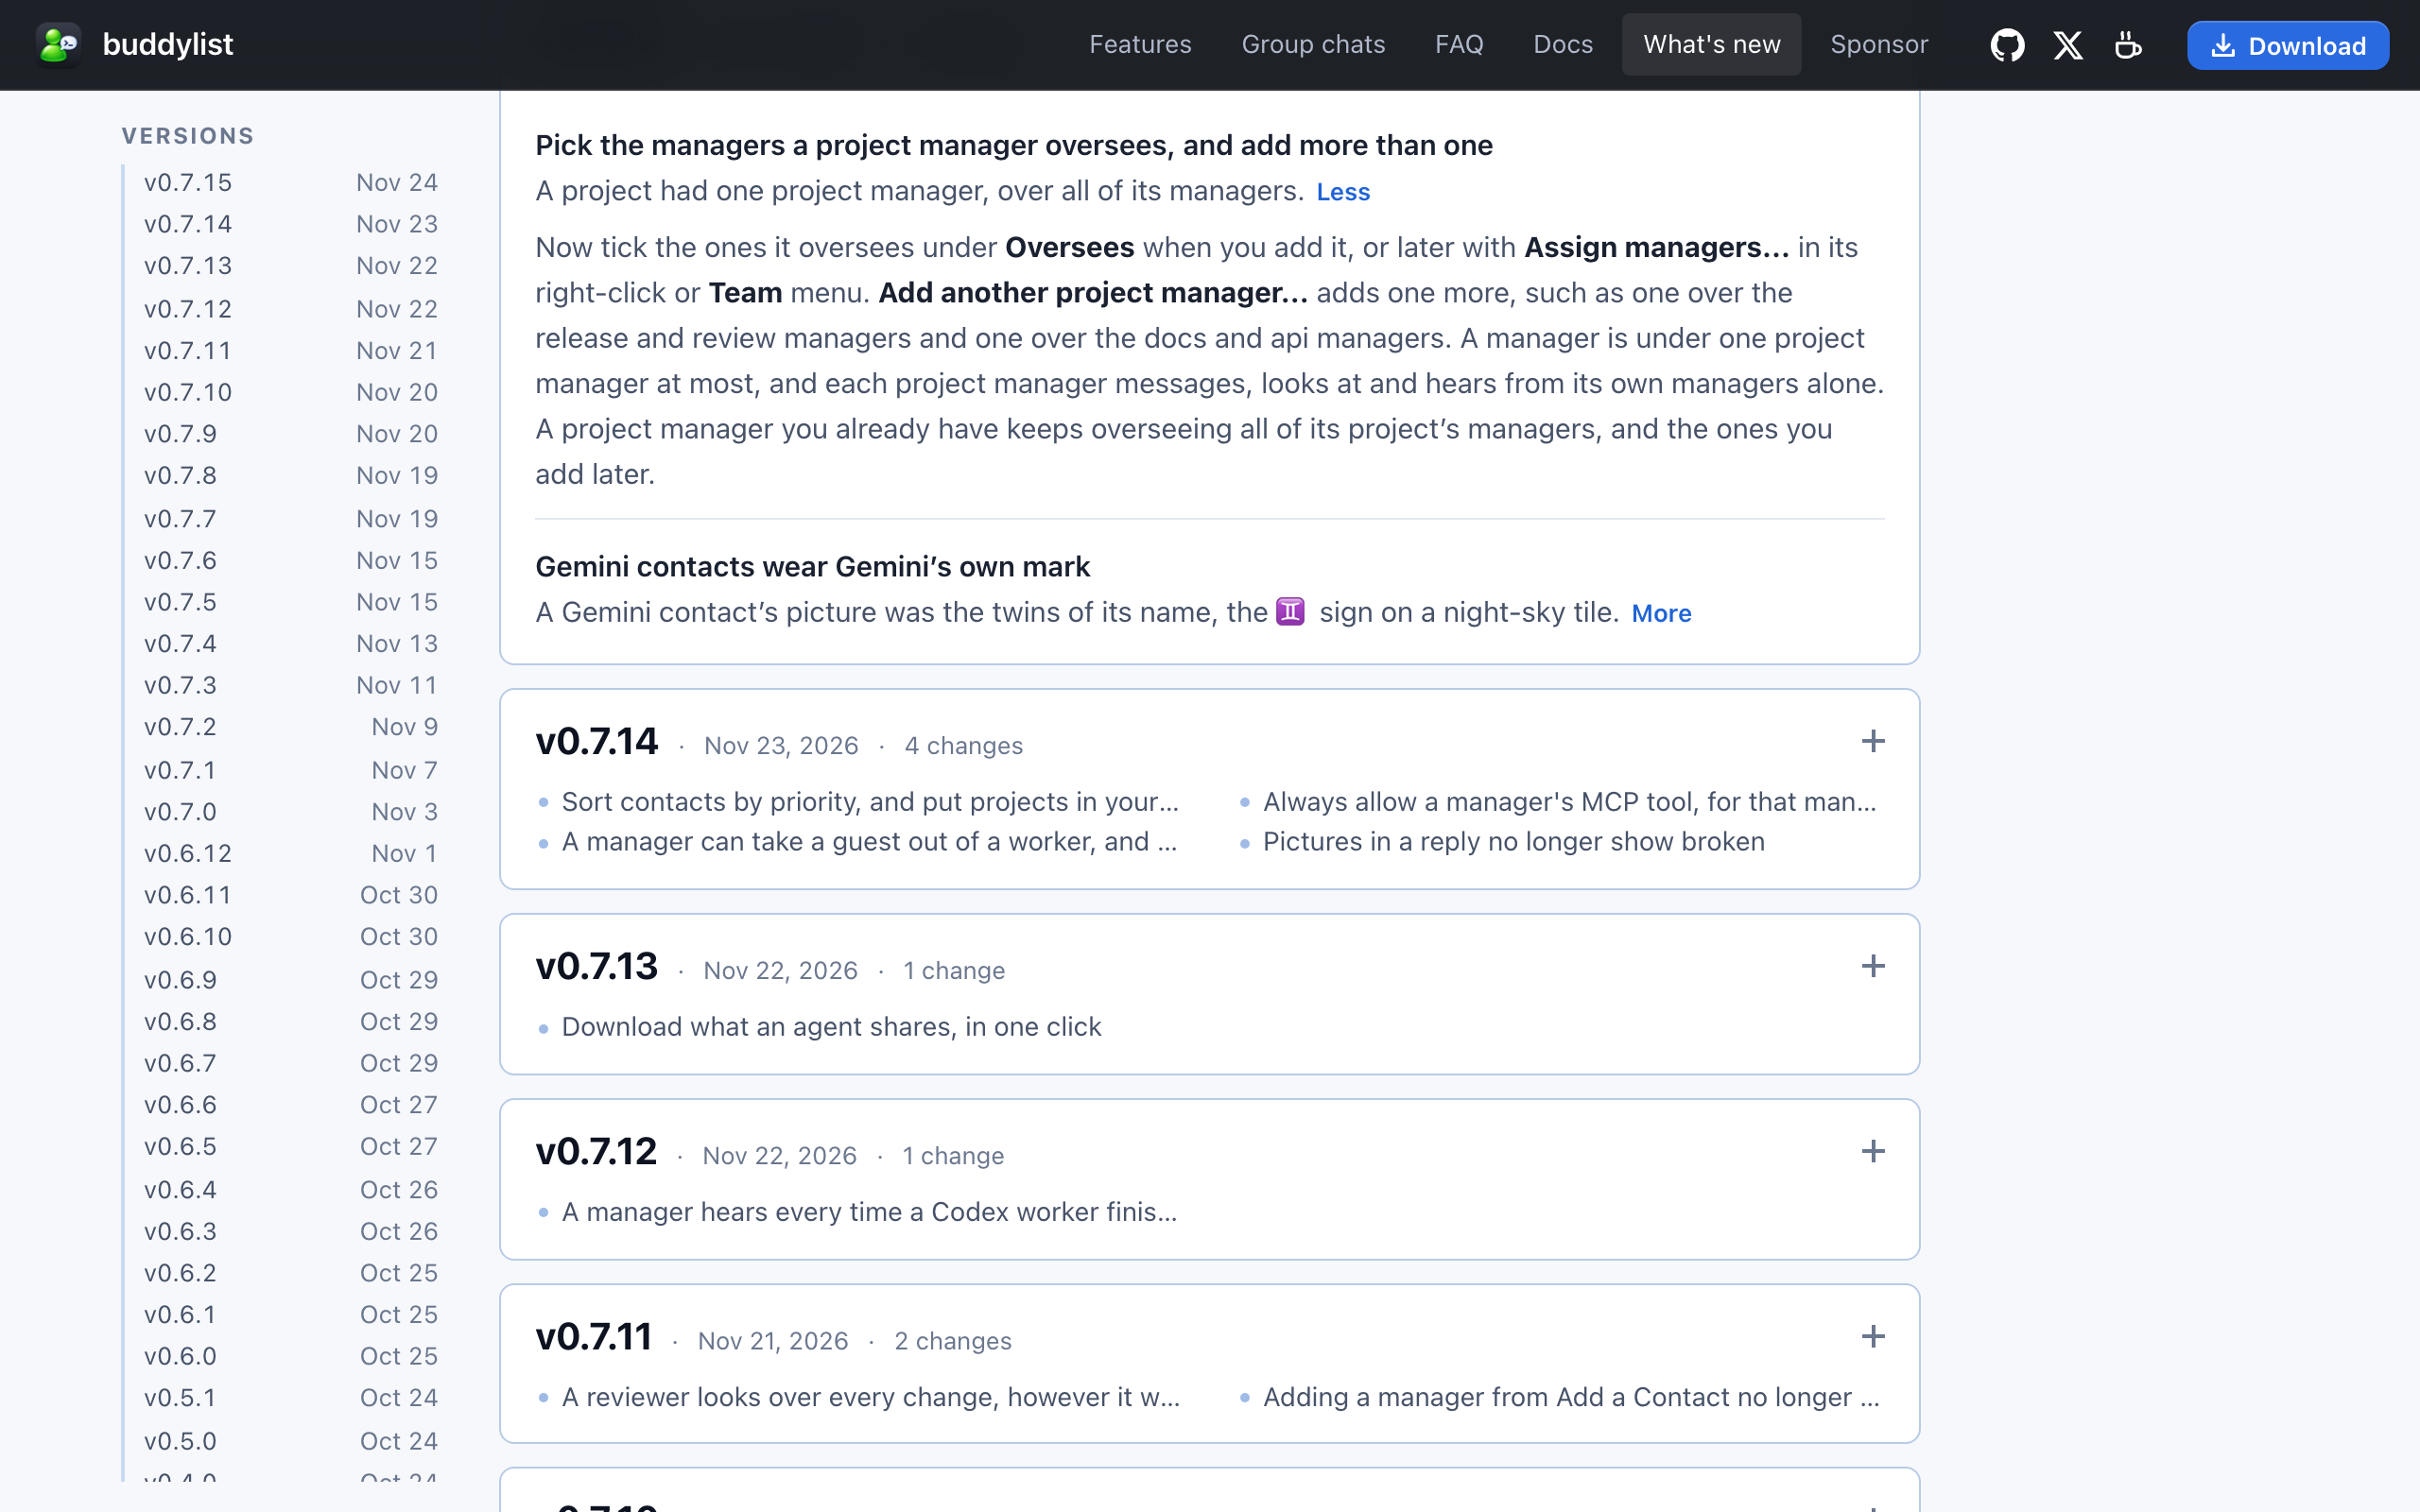 buddylist
Features
Group chats
FAQ
Docs
What's new
Sponsor
Download
VERSIONS
v0.7.15 Nov 24
v0.7.14 Nov 23
v0.7.13 Nov 22
v0.7.12 Nov 22
v0.7.11 Nov 21
v0.7.10 Nov 20
v0.7.9 Nov 20
v0.7.8 Nov 19
v0.7.7 Nov 19
v0.7.6 Nov 15
v0.7.5 Nov 15
v0.7.4 Nov 13
v0.7.3 Nov 11
v0.7.2 Nov 9
v0.7.1 Nov 7
v0.7.0 Nov 3
v0.6.12 Nov 1
v0.6.11 Oct 30
v0.6.10 Oct 30
v0.6.9 Oct 29
v0.6.8 Oct 29
v0.6.7 Oct 29
v0.6.6 Oct 27
v0.6.5 Oct 27
v0.6.4 Oct 26
v0.6.3 Oct 26
v0.6.2 Oct 25
v0.6.1 Oct 25
v0.6.0 Oct 25
v0.5.1 Oct 24
v0.5.0 Oct 24
v0.4.0 Oct 24
Pick the managers a project manager oversees, and add more than one
A project had one project manager, over all of its managers. Less
Now tick the ones it oversees under Oversees when you add it, or later with Assign managers… in its
right-click or Team menu. Add another project manager… adds one more, such as one over the
release and review managers and one over the docs and api managers. A manager is under one project
manager at most, and each project manager messages, looks at and hears from its own managers alone.
A project manager you already have keeps overseeing all of its project’s managers, and the ones you
add later.
Gemini contacts wear Gemini’s own mark
A Gemini contact’s picture was the twins of its name, the ♊ sign on a night-sky tile. More
v0.7.14 · Nov 23, 2026 · 4 changes
Sort contacts by priority, and put projects in your...
Always allow a manager's MCP tool, for that man...
A manager can take a guest out of a worker, and ...
Pictures in a reply no longer show broken
v0.7.13 · Nov 22, 2026 · 1 change
Download what an agent shares, in one click
v0.7.12 · Nov 22, 2026 · 1 change
A manager hears every time a Codex worker finis...
v0.7.11 · Nov 21, 2026 · 2 changes
A reviewer looks over every change, however it w...
Adding a manager from Add a Contact no longer ...